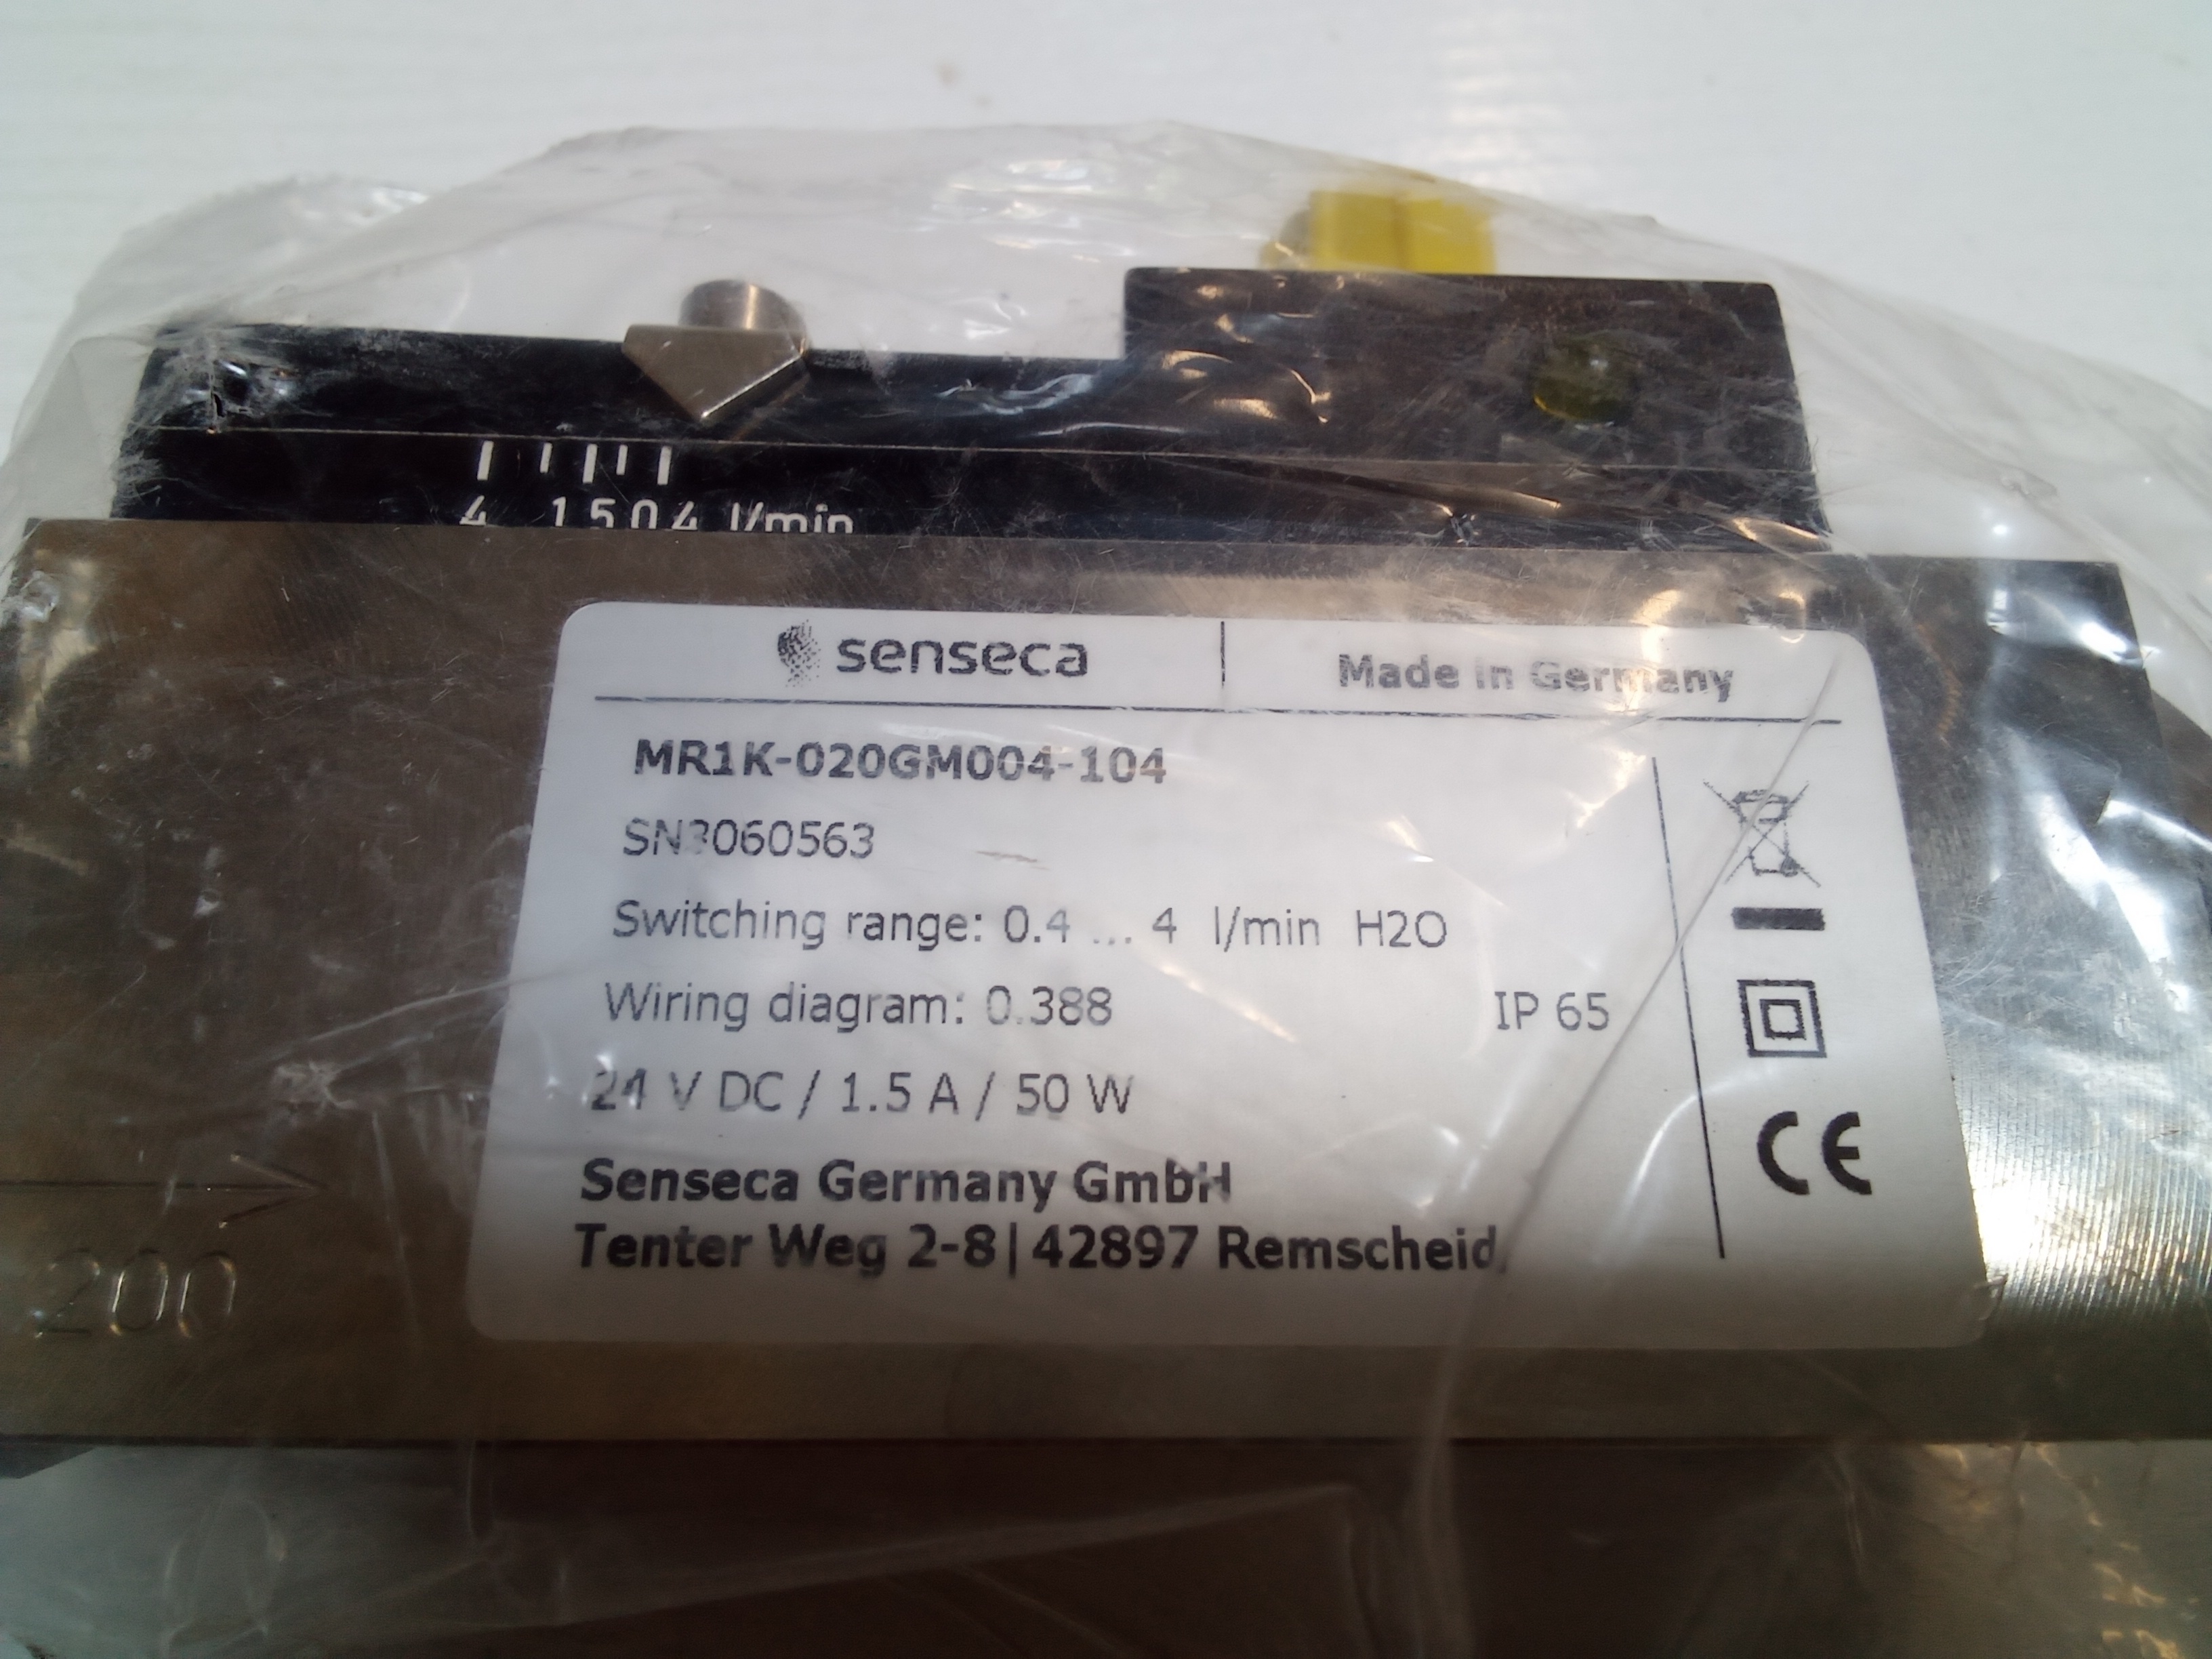 4 1.5 0.4 l/min
senseca
Made in Germany
MR1K-020GM004-104
SN3060563
Switching range: 0.4 ... 4 l/min H2O
Wiring diagram: 0.388
IP 65
24 V DC / 1.5 A / 50 W
CE
Senseca Germany GmbH
Tenter Weg 2-8|42897 Remscheid
200